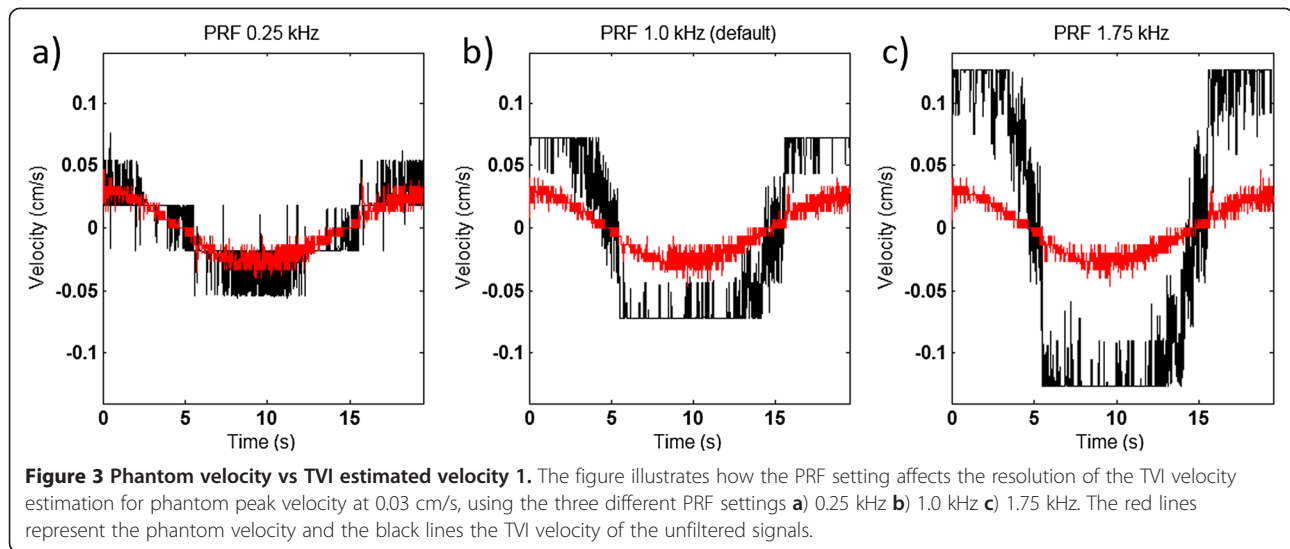 a)
PRF 0.25 kHz
Velocity (cm/s)
0.1
0.05
0
-0.05
-0.1
0
5
10
15
Time (s)
b)
PRF 1.0 kHz (default)
Velocity (cm/s)
0.1
0.05
0
-0.05
-0.1
0
5
10
15
Time (s)
c)
PRF 1.75 kHz
Velocity (cm/s)
0.1
0.05
0
-0.05
-0.1
0
5
10
15
Time (s)
Figure 3 Phantom velocity vs TVI estimated velocity 1. The figure illustrates how the PRF setting affects the resolution of the TVI velocity
estimation for phantom peak velocity at 0.03 cm/s, using the three different PRF settings a) 0.25 kHz b) 1.0 kHz c) 1.75 kHz. The red lines
represent the phantom velocity and the black lines the TVI velocity of the unfiltered signals.